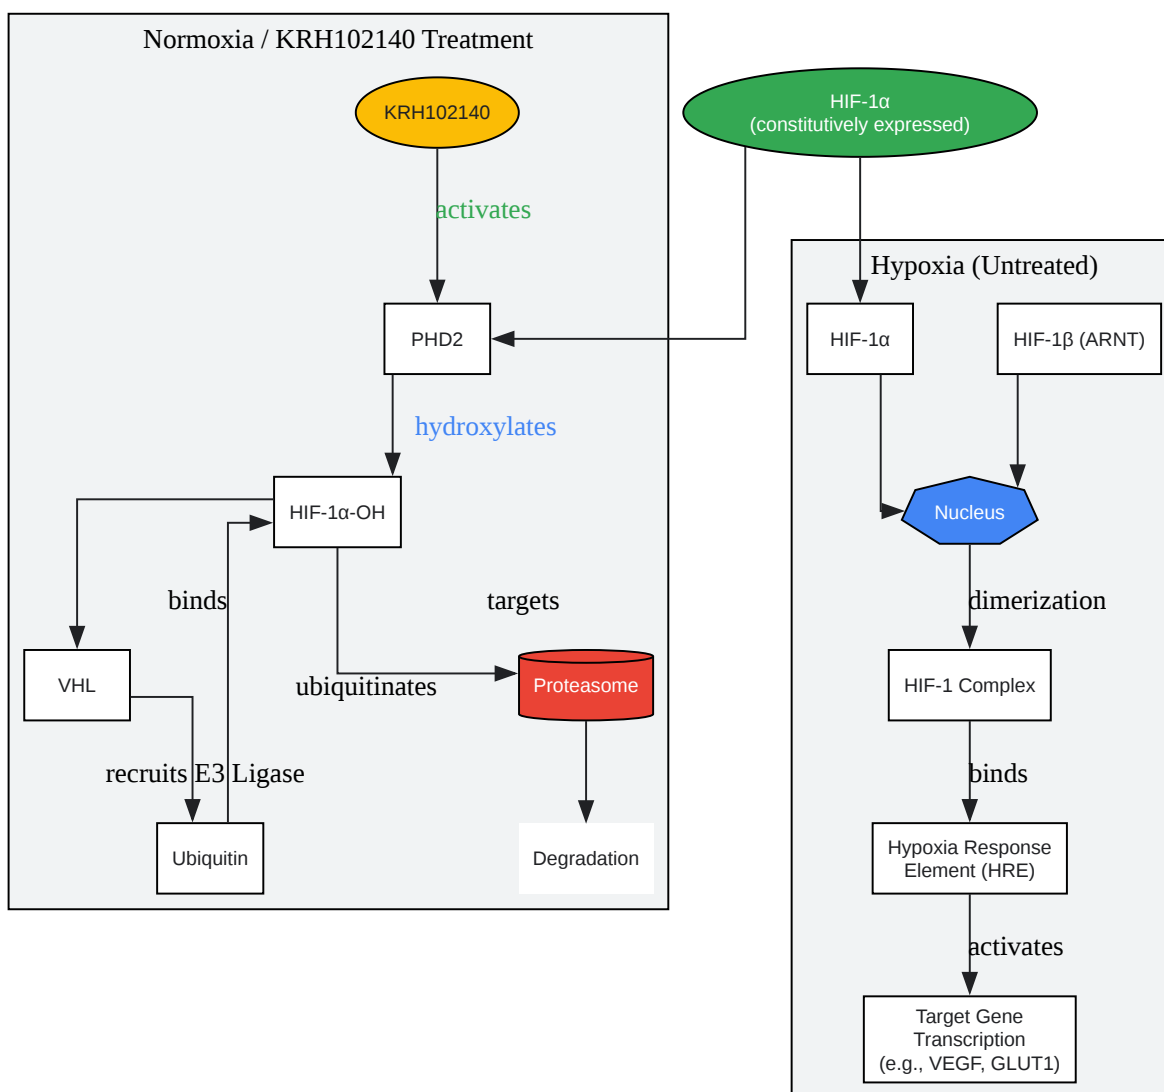 Normoxia / KRH102140 Treatment
KRH102140
HIF-1α
(constitutively expressed)
activates
Hypoxia (Untreated)
PHD2
HIF-1α
HIF-1β (ARNT)
hydroxylates
HIF-1α-OH
Nucleus
binds
targets
dimerization
VHL
ubiquitinates
Proteasome
HIF-1 Complex
recruits E3 Ligase
binds
Ubiquitin
Degradation
Hypoxia Response
Element (HRE)
activates
Target Gene
Transcription
(e.g., VEGF, GLUT1)